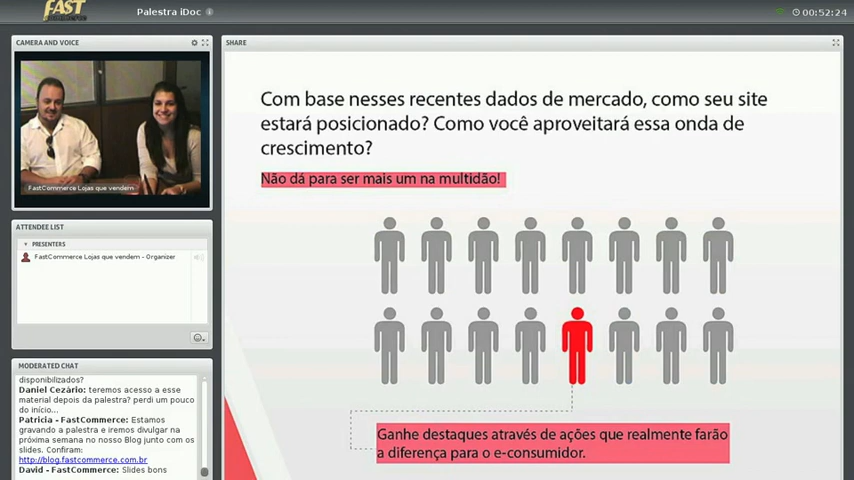 FAST
Palestra iDoc
00:52:24
CAMERA AND VOICE
FastCommerce Lojas que vendem
ATTENDEE LIST
PRESENTERS
FastCommerce Lojas que vendem - Organizer
MODERATED CHAT
disponibilizados?
Daniel Cezário: teremos acesso a esse
material depois da palestra? perdi um pouco
do início...
Patricia - FastCommerce: Estamos
gravando a palestra e iremos divulgar na
próxima semana no nosso Blog junto com os
slides. Confiram:
http://blog.fastcommerce.com.br
David - FastCommerce: Slides bons
SHARE
Com base nesses recentes dados de mercado, como seu site
estará posicionado? Como você aproveitará essa onda de
crescimento?
Não dá para ser mais um na multidão!
Ganhe destaques através de ações que realmente farão
a diferença para o e-consumidor.